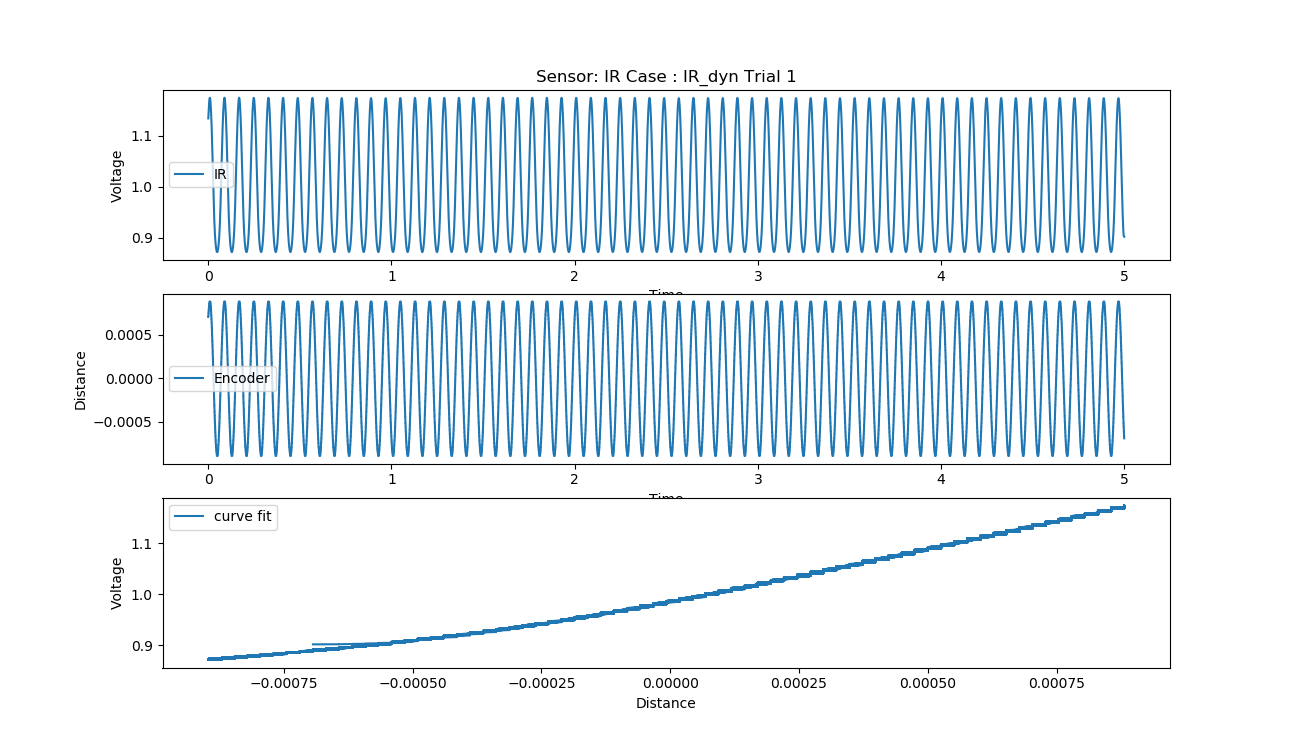 Sensor: IR Case : IR_dyn Trial 1
Voltage
1.1
1.0
0.9
IR
0 1 2 3 4 5
Distance
0.0005
0.0000
−0.0005
Encoder
0 1 2 3 4 5
Voltage
1.1
1.0
0.9
curve fit
−0.00075 −0.00050 −0.00025 0.00000 0.00025 0.00050 0.00075
Distance